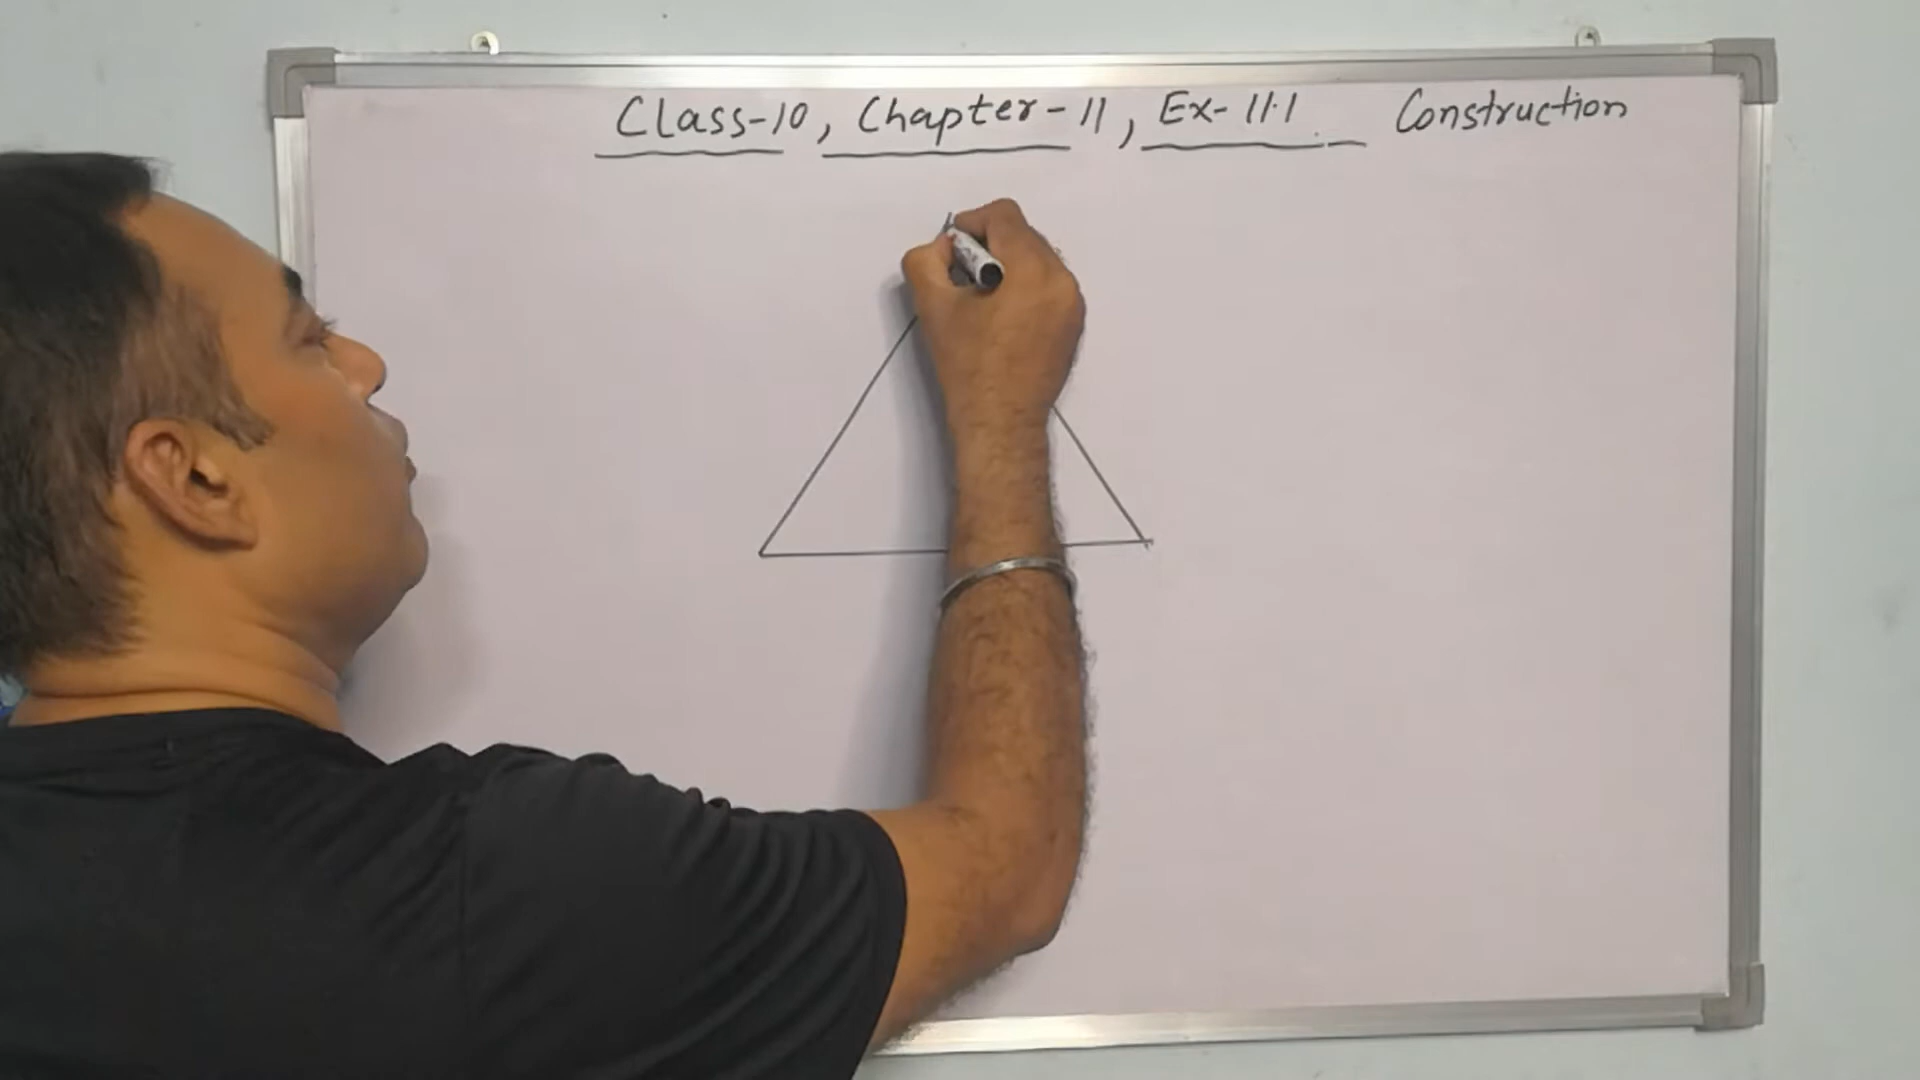 Class-10, Chapter-11, Ex-11.1 Construction